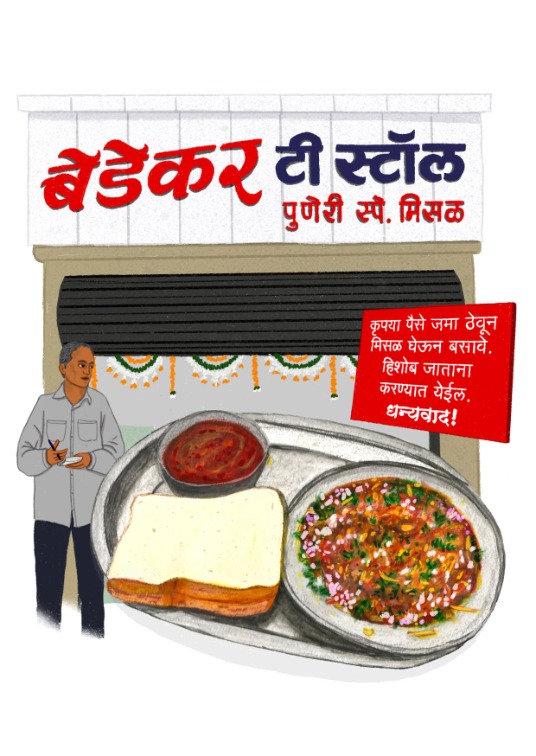 बेडेकर टी स्टॉल
पुणेरी स्पे. मिसळ
कृपया पैसे जमा ठेवून
मिसळ घेऊन बसावे.
हिशोब जाताना
करण्यात येईल.
धन्यवाद!